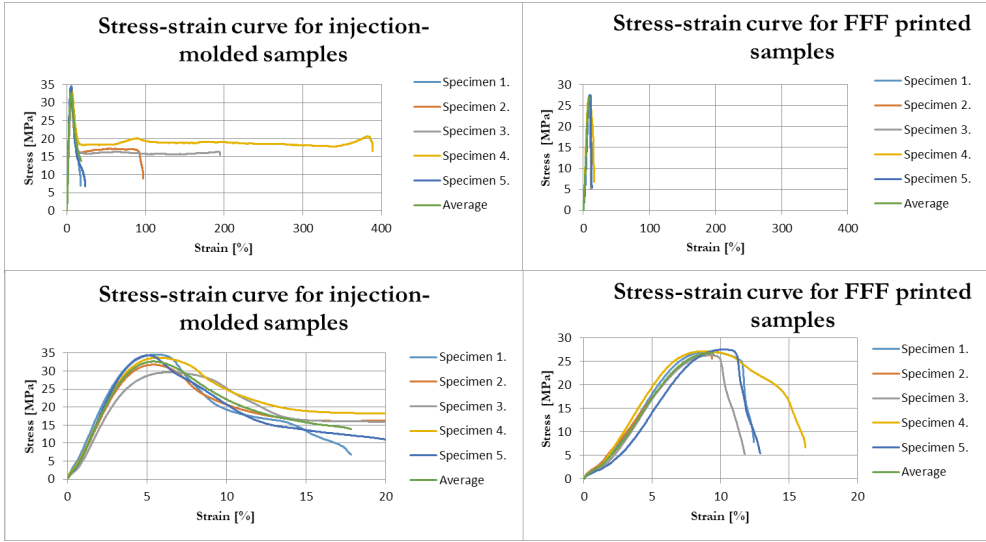 Stress-strain curve for injection-
molded samples
Stress [MPa]
35
30
25
20
15
10
5
0
0 100 200 300 400
Strain [%]
Specimen 1.
Specimen 2.
Specimen 3.
Specimen 4.
Specimen 5.
Average
Stress-strain curve for FFF printed
samples
Stress [MPa]
30
25
20
15
10
5
0
0 100 200 300 400
Strain [%]
Specimen 1.
Specimen 2.
Specimen 3.
Specimen 4.
Specimen 5.
Average
Stress-strain curve for injection-
molded samples
Stress [MPa]
35
30
25
20
15
10
5
0
0 5 10 15 20
Strain [%]
Specimen 1.
Specimen 2.
Specimen 3.
Specimen 4.
Specimen 5.
Average
Stress-strain curve for FFF printed
samples
Stress [MPa]
30
25
20
15
10
5
0
0 5 10 15 20
Strain [%]
Specimen 1.
Specimen 2.
Specimen 3.
Specimen 4.
Specimen 5.
Average